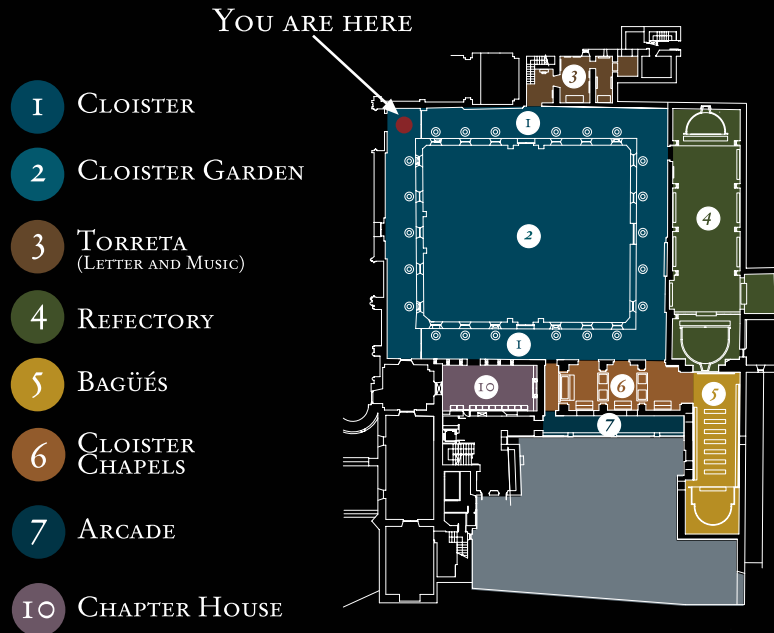 You are here
1 Cloister
2 Cloister Garden
3 Torreta
(Letter and Music)
4 Refectory
5 Bagüés
6 Cloister
Chapels
7 Arcade
10 Chapter House
3
1
4
2
1
10
6
5
7